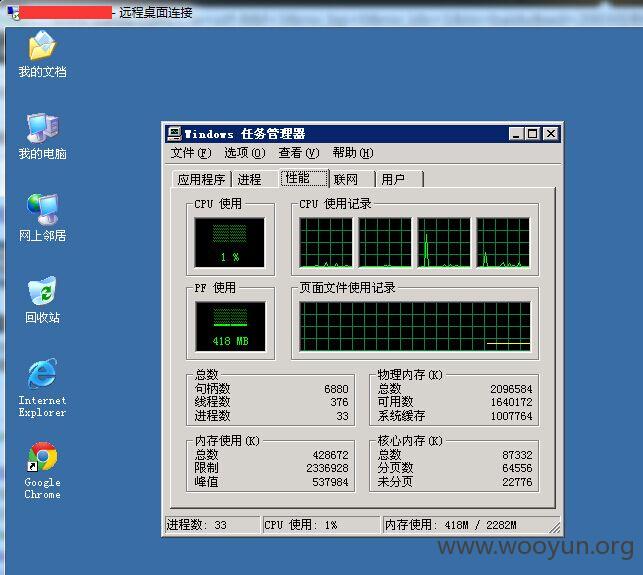 - 远程桌面连接
我的文档
我的电脑
网上邻居
回收站
Internet
Explorer
Google
Chrome
Windows 任务管理器
文件(F) 选项(O) 查看(V) 帮助(H)
应用程序 进程 性能 联网 用户
CPU 使用
1 %
CPU 使用记录
PF 使用
418 MB
页面文件使用记录
总数
句柄数 6880
线程数 376
进程数 33
物理内存(K)
总数 2096584
可用数 1640172
系统缓存 1007764
内存使用(K)
总数 428672
限制 2336928
峰值 537984
核心内存(K)
总数 87332
分页数 64556
未分页 22776
进程数: 33 CPU 使用: 1% 内存使用: 418M / 2282M
www.wooyun.org